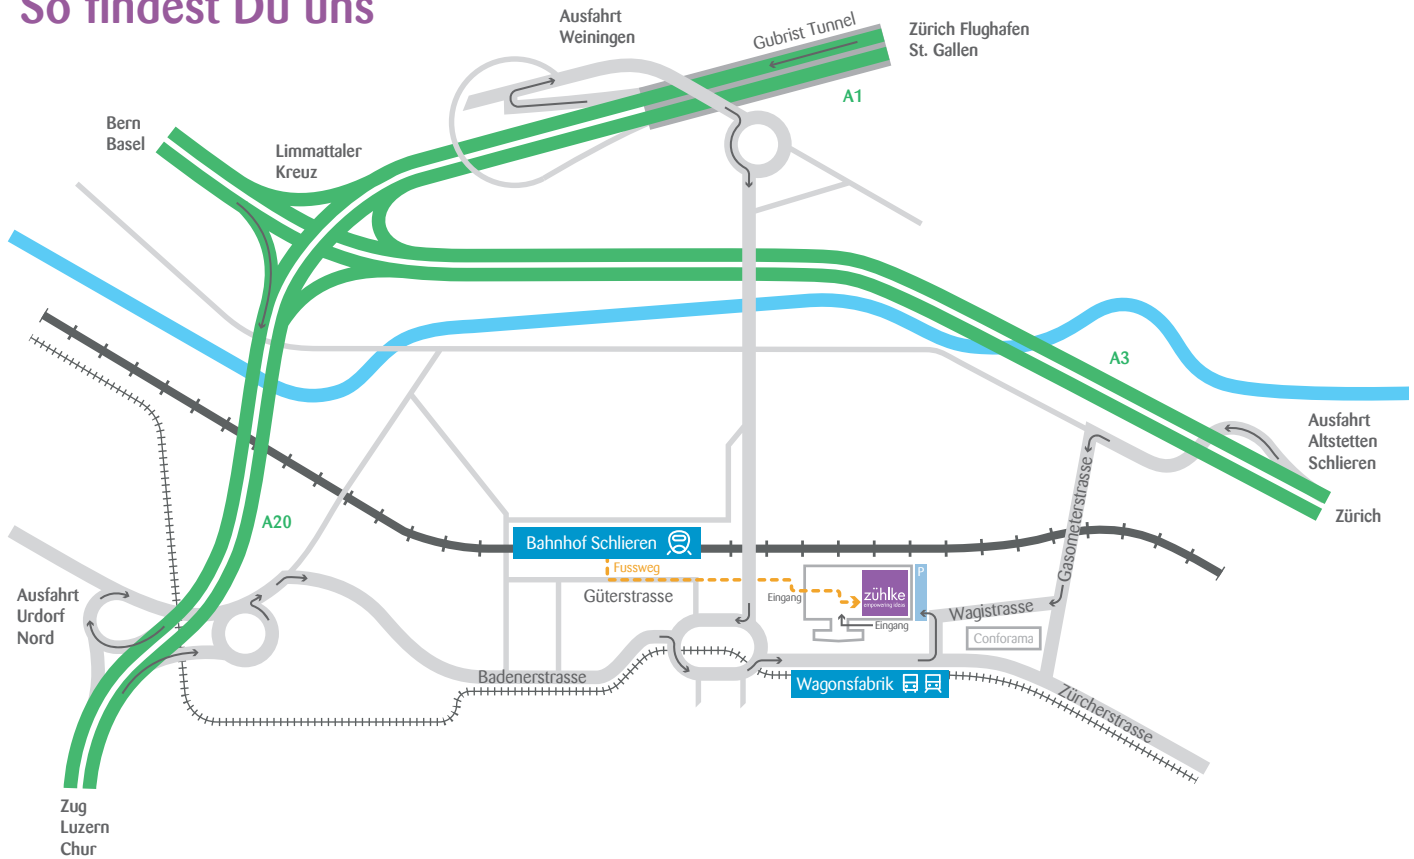 So findest Du uns
Ausfahrt
Weiningen
Gubrist Tunnel
Zürich Flughafen
St. Gallen
A1
Bern
Basel
Limmattaler
Kreuz
A3
Ausfahrt
Altstetten
Schlieren
Zürich
A20
Gasometerstrasse
Bahnhof Schlieren
Fussweg
Güterstrasse
Eingang
zühlke
empowering ideas
P
Eingang
Wagistrasse
Conforama
Ausfahrt
Urdorf
Nord
Badenerstrasse
Wagonsfabrik
Zürcherstrasse
Zug
Luzern
Chur